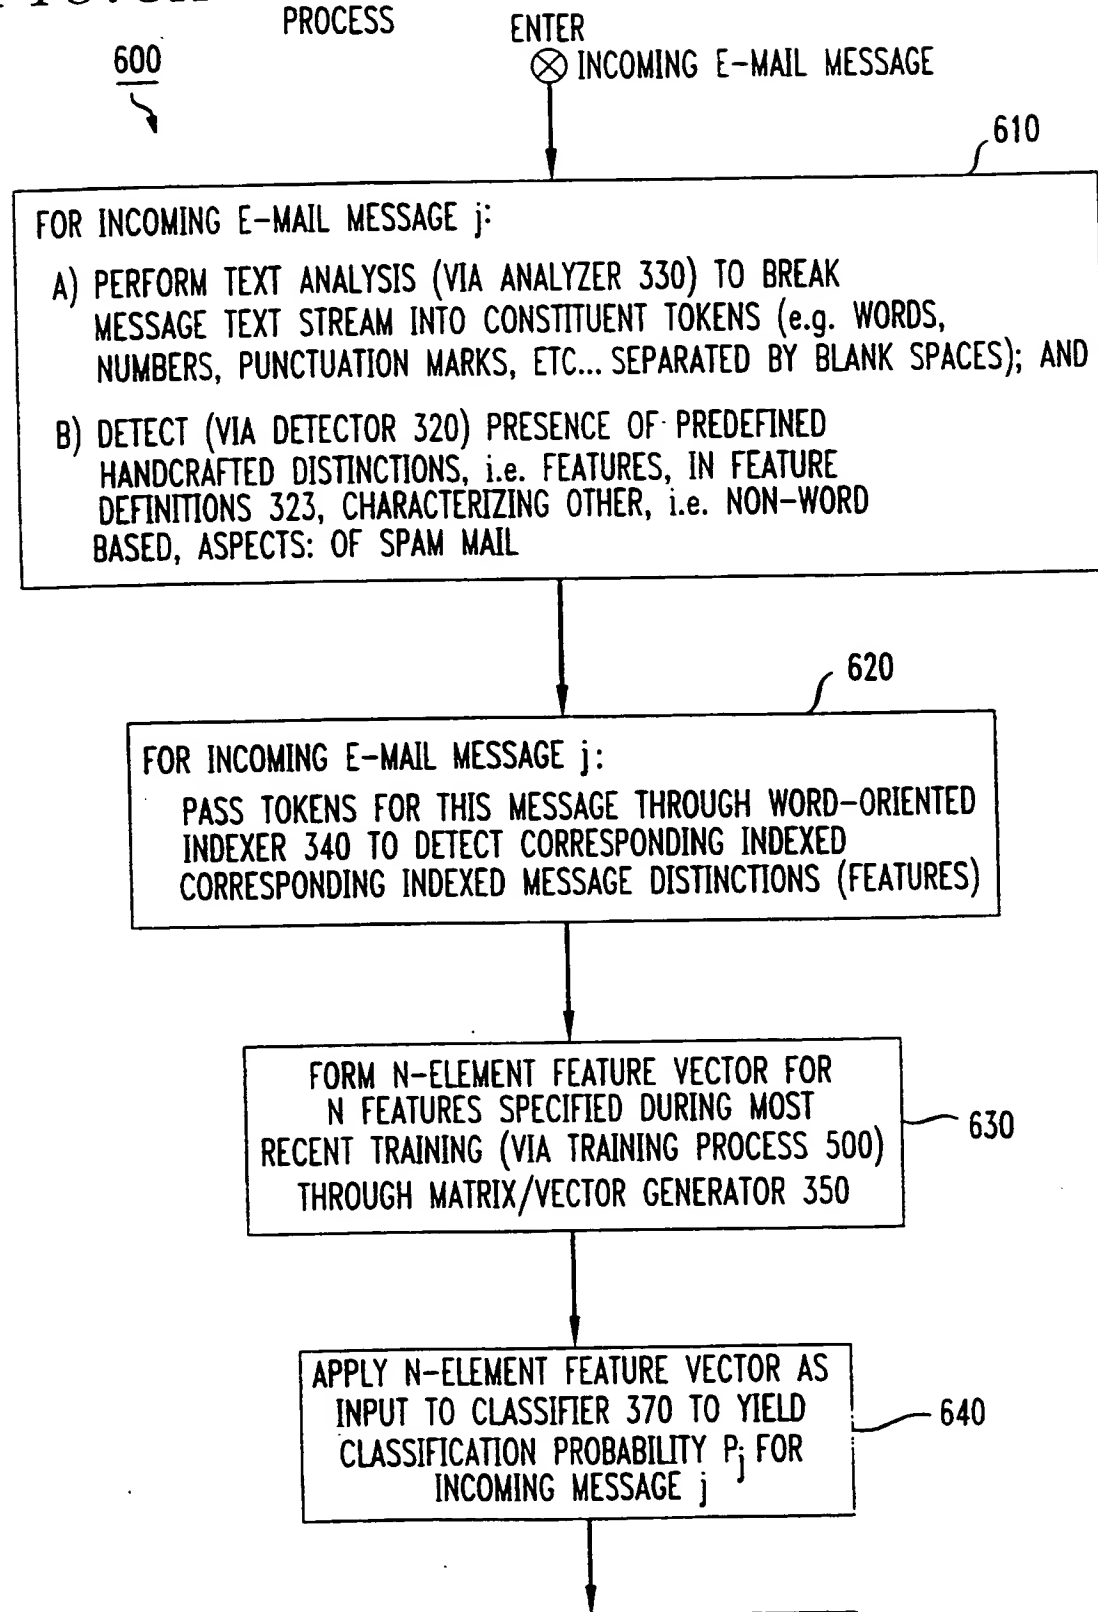 PROCESS
ENTER
600
INCOMING E-MAIL MESSAGE
610
FOR INCOMING E-MAIL MESSAGE j:
A) PERFORM TEXT ANALYSIS (VIA ANALYZER 330) TO BREAK
MESSAGE TEXT STREAM INTO CONSTITUENT TOKENS (e.g. WORDS,
NUMBERS, PUNCTUATION MARKS, ETC... SEPARATED BY BLANK SPACES); AND
B) DETECT (VIA DETECTOR 320) PRESENCE OF PREDEFINED
HANDCRAFTED DISTINCTIONS, i.e. FEATURES, IN FEATURE
DEFINITIONS 323, CHARACTERIZING OTHER, i.e. NON-WORD
BASED, ASPECTS: OF SPAM MAIL
620
FOR INCOMING E-MAIL MESSAGE j:
PASS TOKENS FOR THIS MESSAGE THROUGH WORD-ORIENTED
INDEXER 340 TO DETECT CORRESPONDING INDEXED
CORRESPONDING INDEXED MESSAGE DISTINCTIONS (FEATURES)
FORM N-ELEMENT FEATURE VECTOR FOR
N FEATURES SPECIFIED DURING MOST
RECENT TRAINING (VIA TRAINING PROCESS 500)
THROUGH MATRIX/VECTOR GENERATOR 350
630
APPLY N-ELEMENT FEATURE VECTOR AS
INPUT TO CLASSIFIER 370 TO YIELD
CLASSIFICATION PROBABILITY Pj FOR
INCOMING MESSAGE j
640